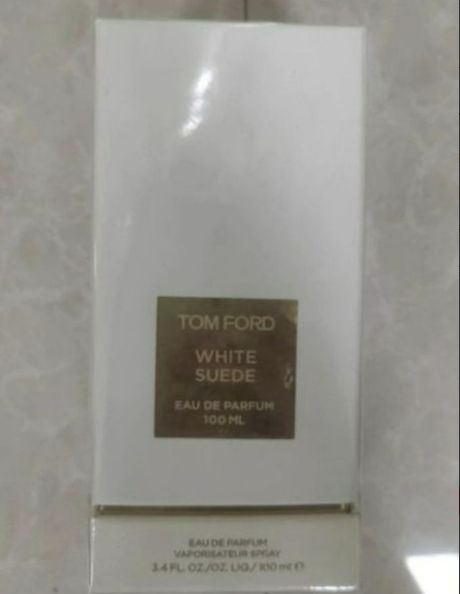 TOM FORD
WHITE
SUEDE
EAU DE PARFUM
100 ML
EAU DE PARFUM
VAPORISATEUR SPRAY
3.4 FL. OZ./OZ. LIQ./ 100 ml ℮